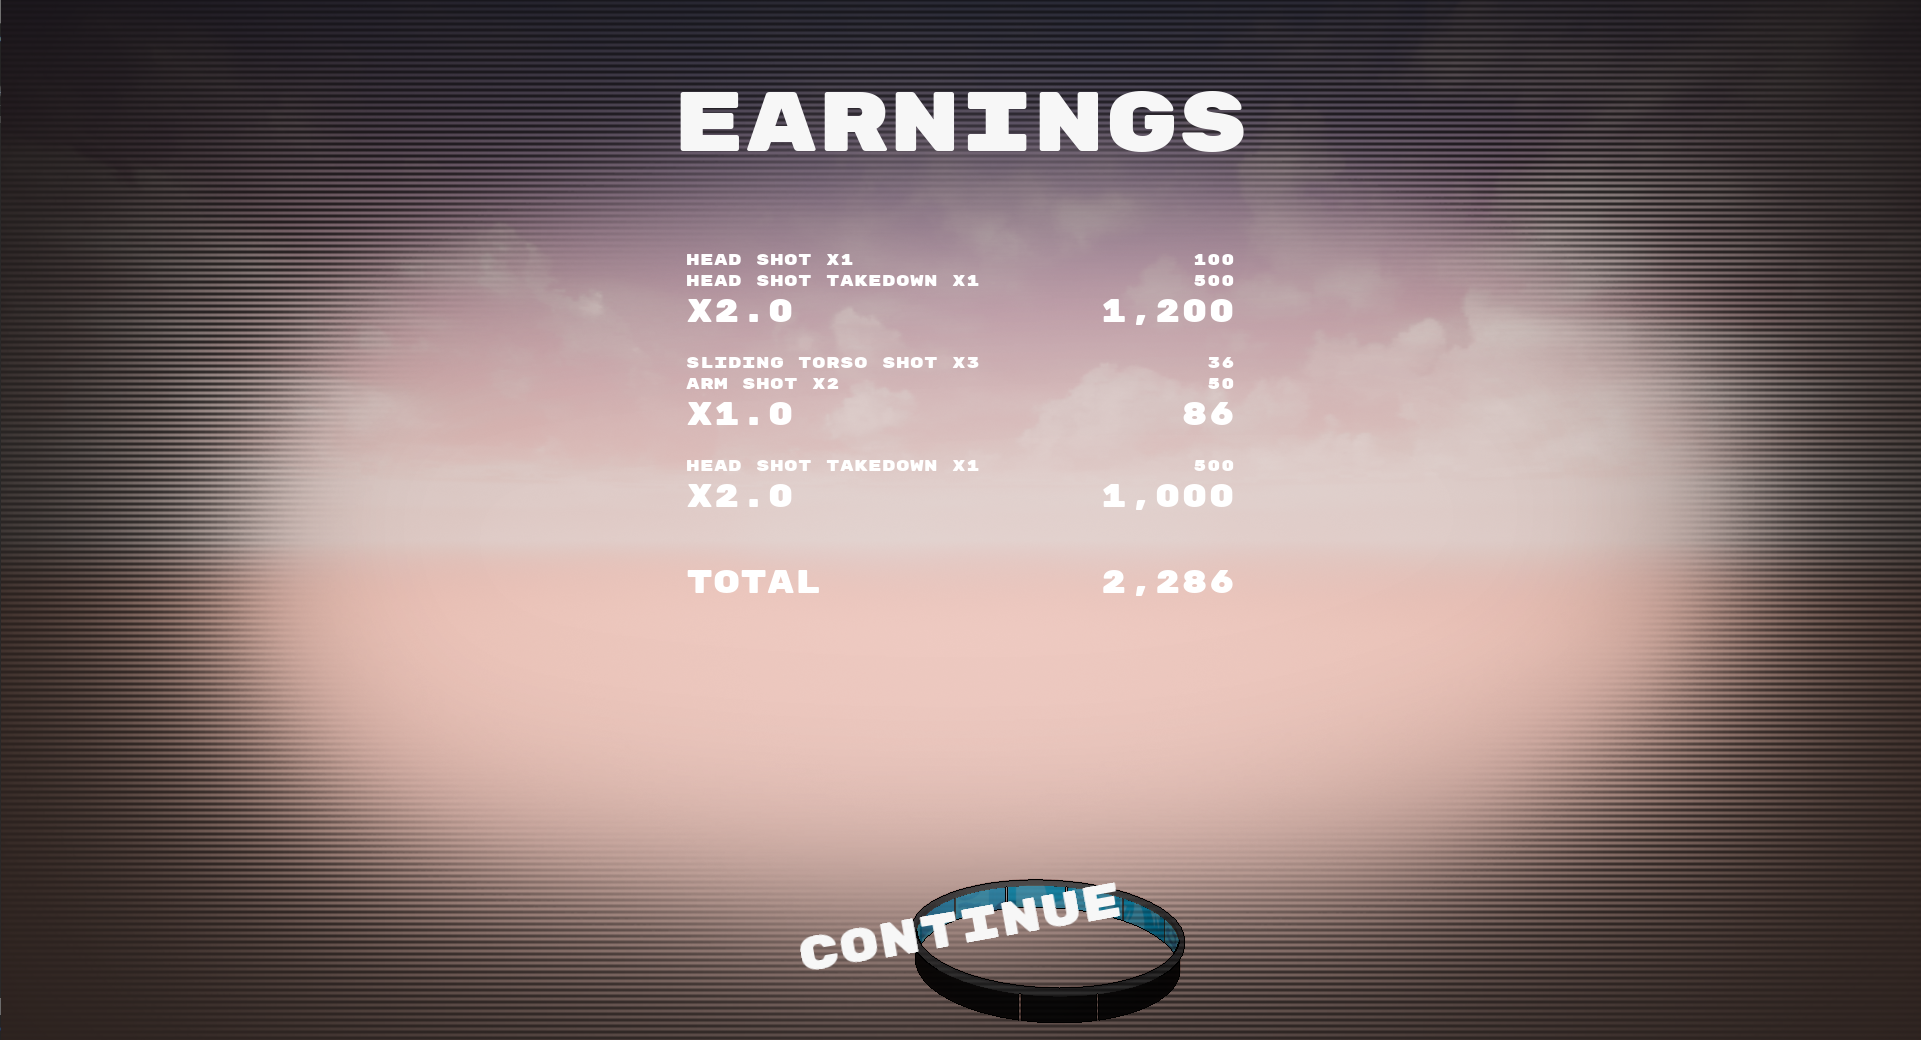 EARNINGS
HEAD SHOT X1 100
HEAD SHOT TAKEDOWN X1 500
X2.0 1,200
SLIDING TORSO SHOT X3 36
ARM SHOT X2 50
X1.0 86
HEAD SHOT TAKEDOWN X1 500
X2.0 1,000
TOTAL 2,286
CONTINUE